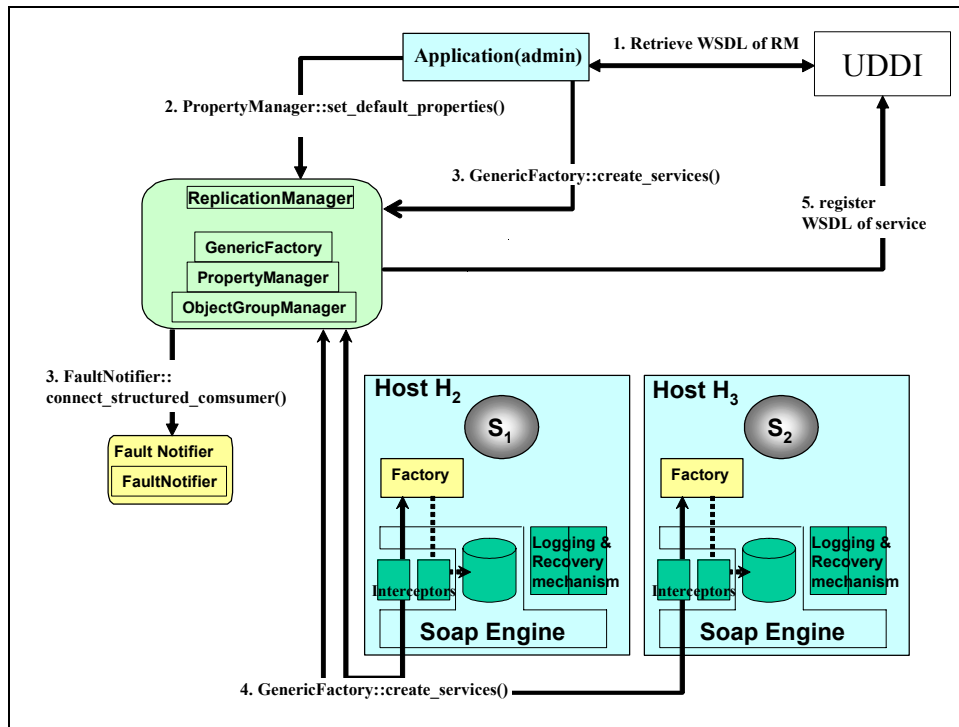 1. Retrieve WSDL of RM
Application(admin)
UDDI
2. PropertyManager::set_default_properties()
3. GenericFactory::create_services()
ReplicationManager
5. register
WSDL of service
GenericFactory
PropertyManager
ObjectGroupManager
3. FaultNotifier::
connect_structured_comsumer()
Fault Notifier
FaultNotifier
Host H2
S1
Factory
Logging &
Recovery
mechanism
Interceptors
Soap Engine
Host H3
S2
Factory
Logging &
Recovery
mechanism
Interceptors
Soap Engine
4. GenericFactory::create_services()